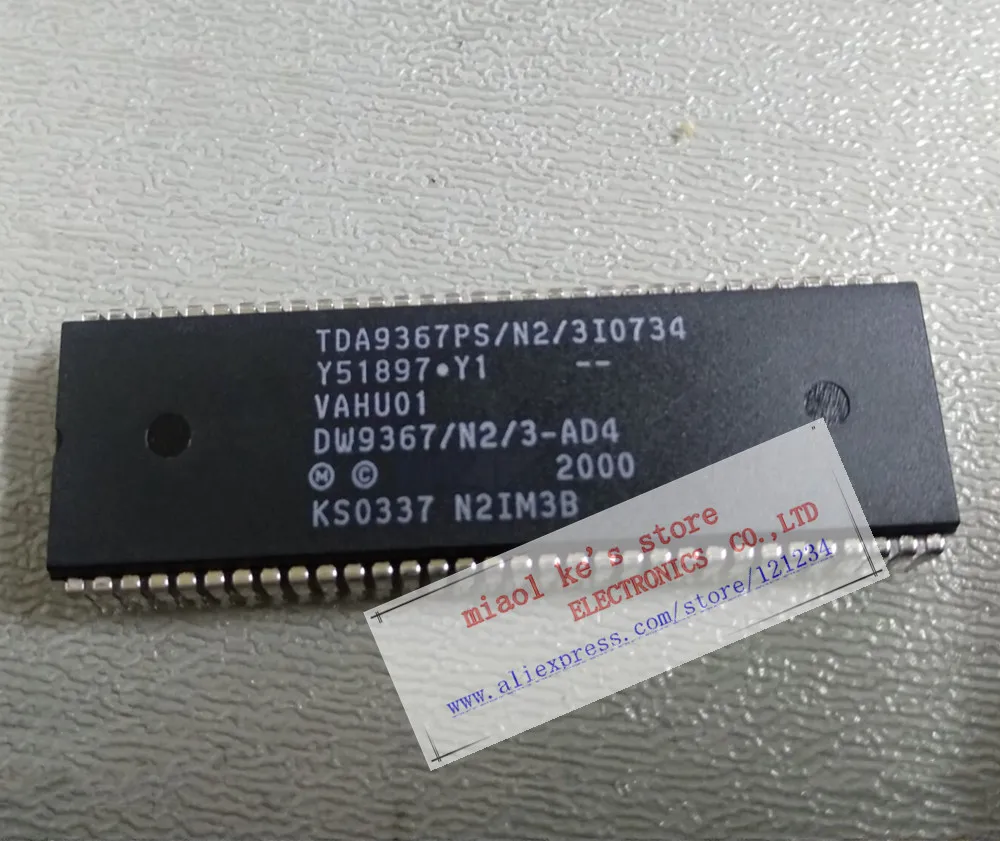 TDA9367PS/N2/3I0734
Y51897•Y1 --
VAHU01
DW9367/N2/3-AD4
Ⓜ © 2000
KS0337 N2IM3B
miaol ke's store
ELECTRONICS CO.,LTD
www.aliexpress.com/store/121234